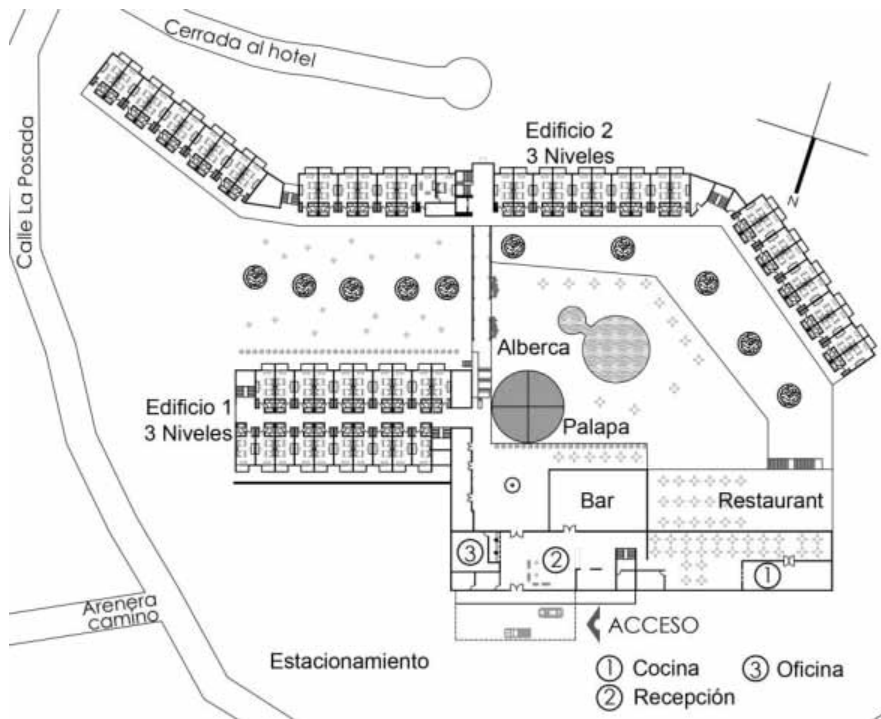 Cerrada al hotel
Calle La Posada
Edificio 2
3 Niveles
N
Alberca
Edificio 1
3 Niveles
Palapa
Bar
Restaurant
3
2
1
Arenera
camino
ACCESO
Estacionamiento
1 Cocina
3 Oficina
2 Recepción